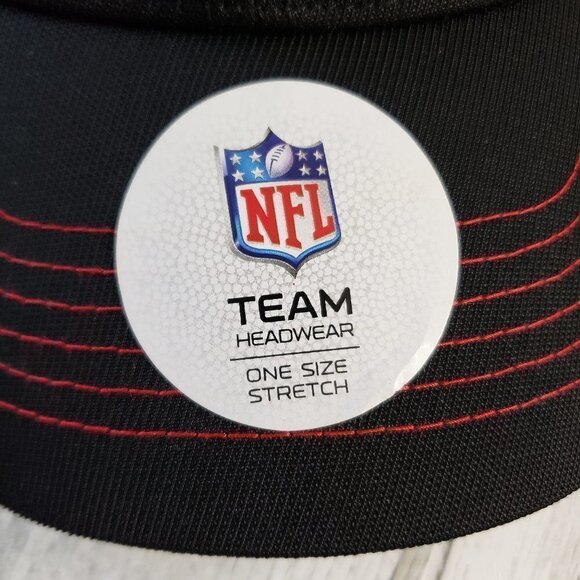 NFL
TEAM
HEADWEAR
ONE SIZE
STRETCH